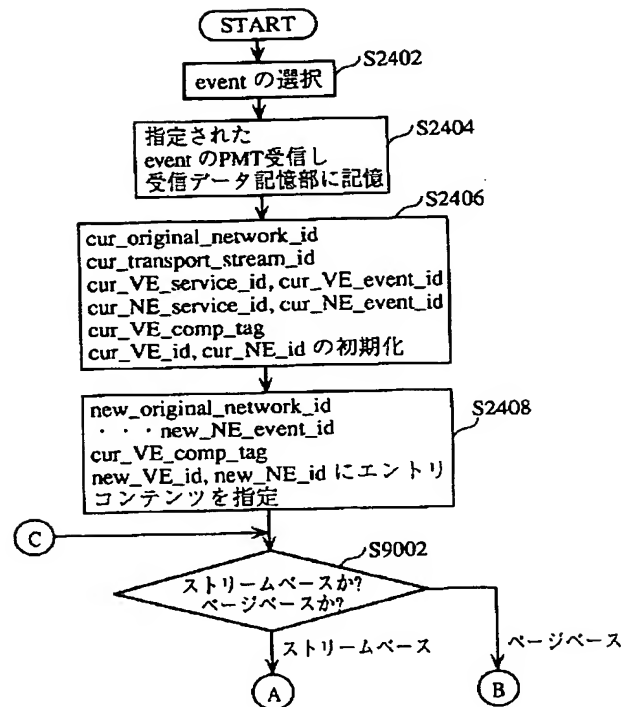 START
S2402
event の選択
S2404
指定された
event のPMT受信し
受信データ記憶部に記憶
S2406
cur_original_network_id
cur_transport_stream_id
cur_VE_service_id, cur_VE_event_id
cur_NE_service_id, cur_NE_event_id
cur_VE_comp_tag
cur_VE_id, cur_NE_id の初期化
S2408
new_original_network_id
・・・new_NE_event_id
cur_VE_comp_tag
new_VE_id, new_NE_id にエントリ
コンテンツを指定
C
S9002
ストリームベースか?
ページベースか?
ストリームベース
ページベース
A
B